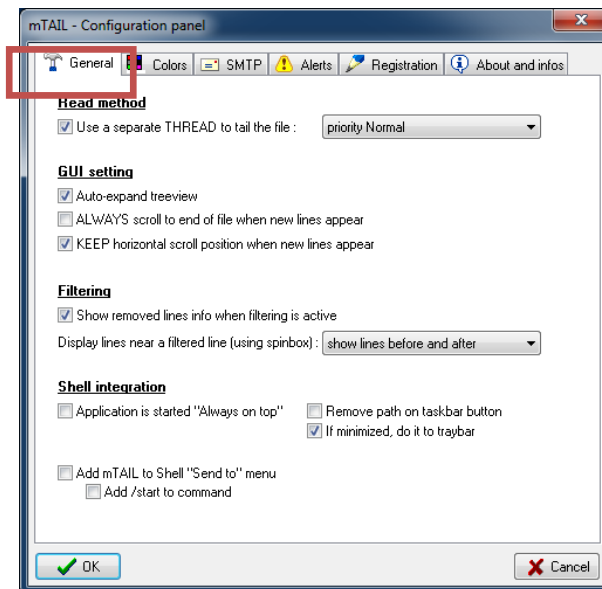 mTAIL - Configuration panel
General Colors SMTP Alerts Registration About and infos
Read method
Use a separate THREAD to tail the file : priority Normal
GUI setting
Auto-expand treeview
ALWAYS scroll to end of file when new lines appear
KEEP horizontal scroll position when new lines appear
Filtering
Show removed lines info when filtering is active
Display lines near a filtered line (using spinbox) : show lines before and after
Shell integration
Application is started "Always on top" Remove path on taskbar button
If minimized, do it to traybar
Add mTAIL to Shell "Send to" menu
Add /start to command
OK Cancel